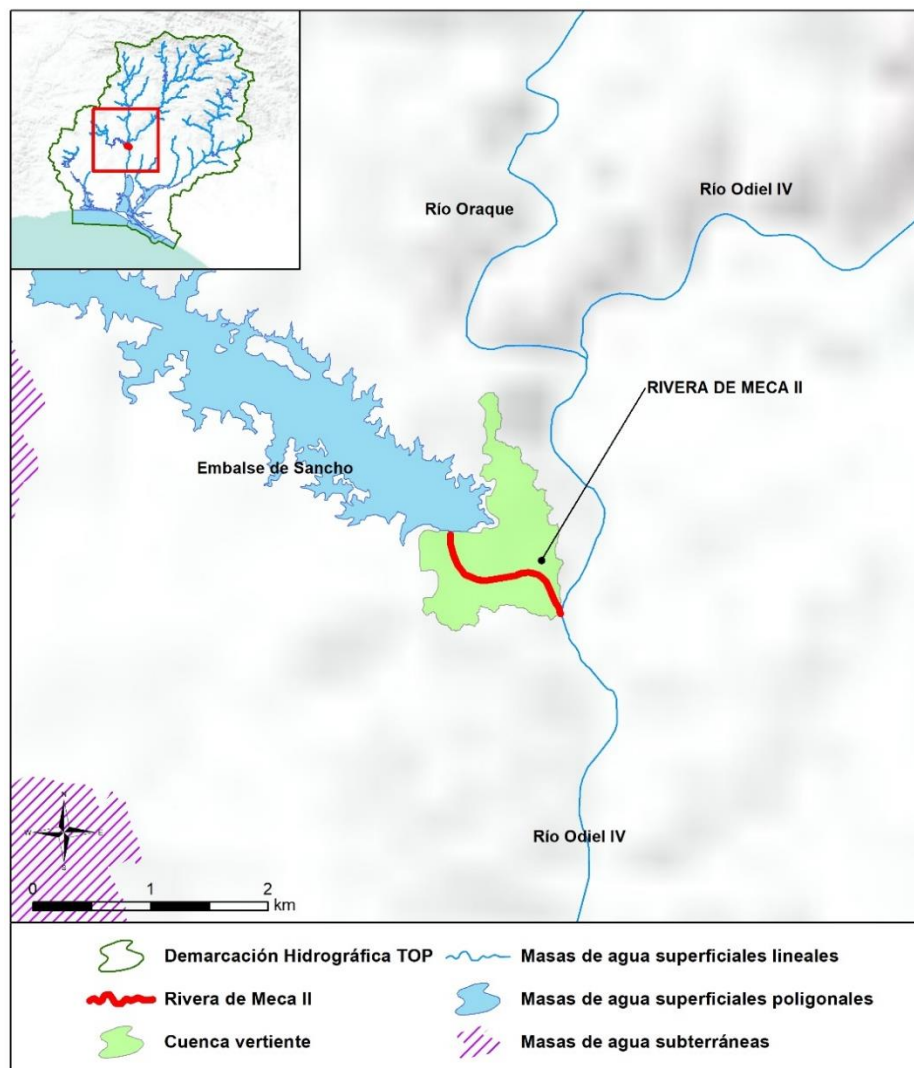 Río Odiel IV
Río Oraque
RIVERA DE MECA II
Embalse de Sancho
Río Odiel IV
N
W E
S
0 1 2
km
Demarcación Hidrográfica TOP
Masas de agua superficiales lineales
Rivera de Meca II
Masas de agua superficiales poligonales
Cuenca vertiente
Masas de agua subterráneas